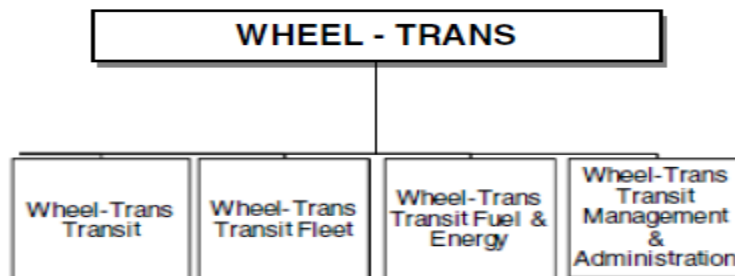 WHEEL - TRANS
Wheel-Trans
Transit
Wheel-Trans
Transit Fleet
Wheel-Trans
Transit Fuel &
Energy
Wheel-Trans
Transit
Management
&
Administration